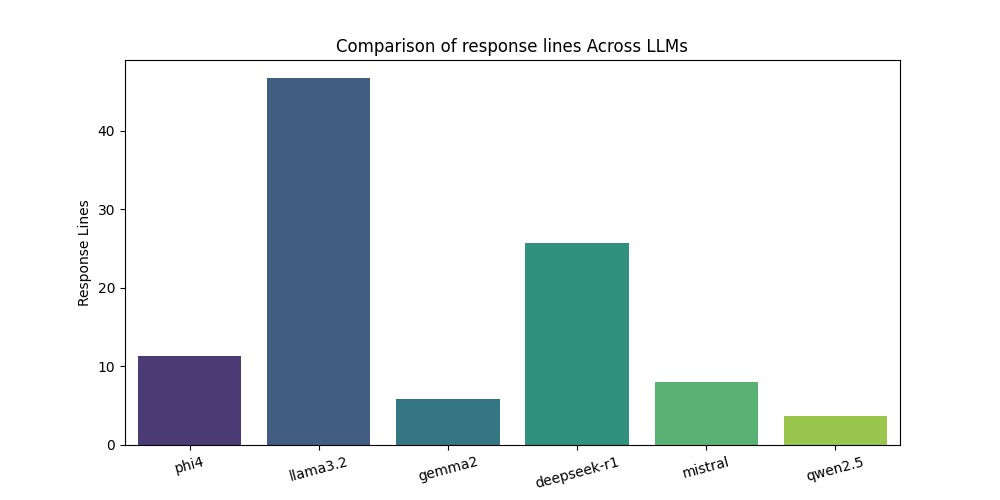 Comparison of response lines Across LLMs
Response Lines
40
30
20
10
0
phi4
llama3.2
gemma2
deepseek-r1
mistral
qwen2.5